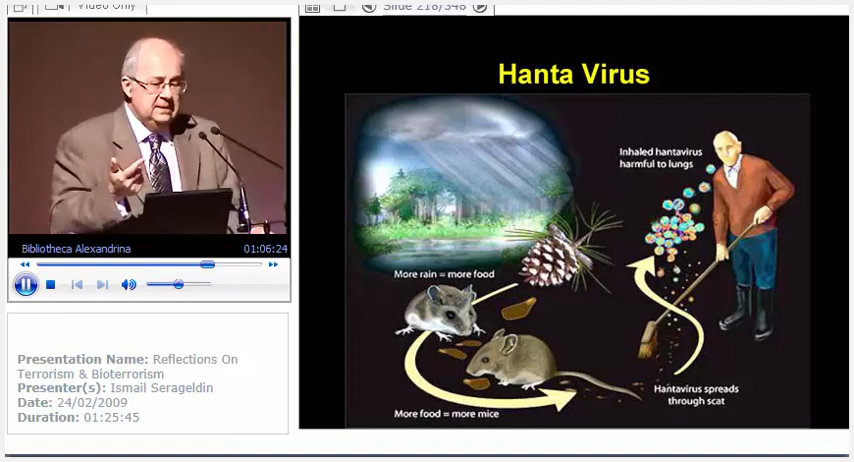 Video Only
Slide 218/348
Bibliotheca Alexandrina 01:06:24
Presentation Name: Reflections On
Terrorism & Bioterrorism
Presenter(s): Ismail Serageldin
Date: 24/02/2009
Duration: 01:25:45
Hanta Virus
Inhaled hantavirus
harmful to lungs
More rain = more food
More food = more mice
Hantavirus spreads
through scat